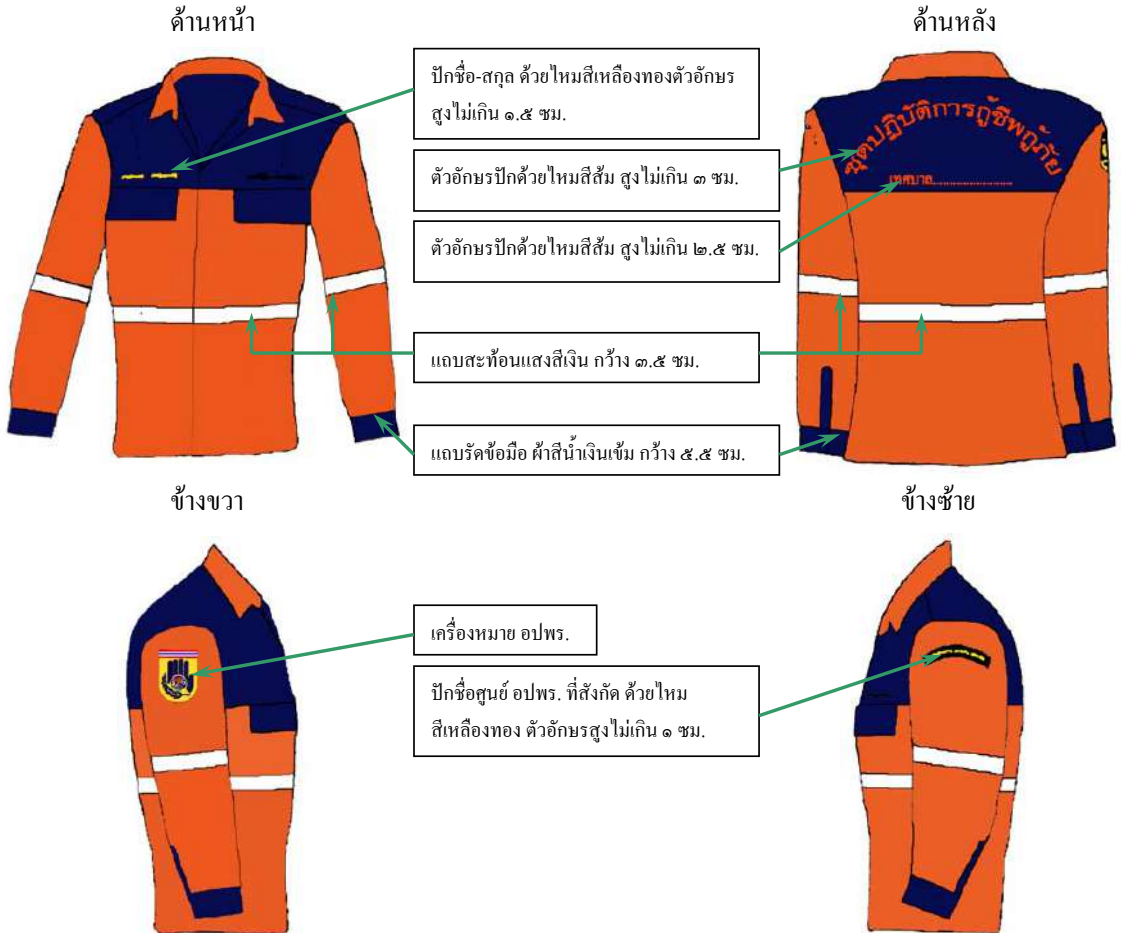 ด้านหน้า
ด้านหลัง
ปักชื่อ-สกุล ด้วยไหมสีเหลืองทองตัวอักษร
สูงไม่เกิน ๑.๕ ซม.
ตัวอักษรปักด้วยไหมสีส้ม สูงไม่เกิน ๓ ซม.
ตัวอักษรปักด้วยไหมสีส้ม สูงไม่เกิน ๒.๕ ซม.
ชุดปฏิบัติการกู้ชีพกู้ภัย
เทศบาล..........................
แถบสะท้อนแสงสีเงิน กว้าง ๓.๕ ซม.
แถบรัดข้อมือ ผ้าสีน้ำเงินเข้ม กว้าง ๕.๕ ซม.
ข้างขวา
ข้างซ้าย
เครื่องหมาย อปพร.
ปักชื่อศูนย์ อปพร. ที่สังกัด ด้วยไหม
สีเหลืองทอง ตัวอักษรสูงไม่เกิน ๑ ซม.